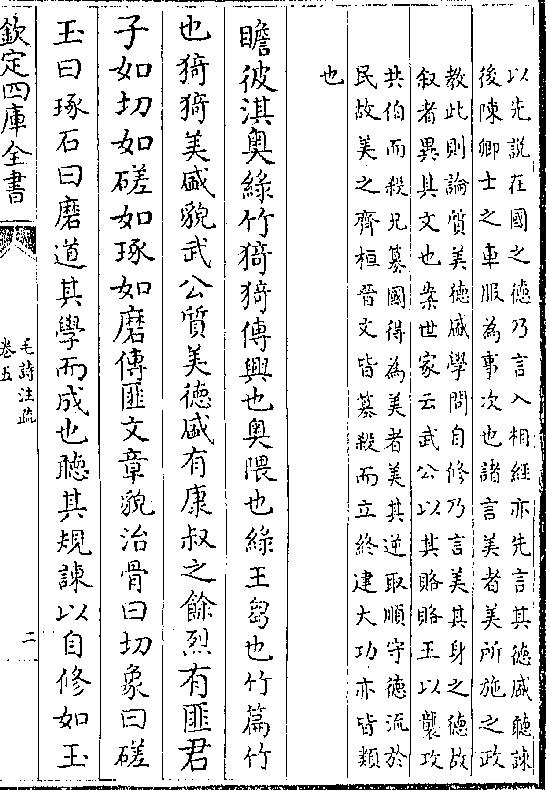 以先説在國之德乃言入相經亦先言其德盛聽諫
後陳卿士之車服為事次也諸言美者美所施之政
教此則論質美德盛學問自修乃言美其身之德故
叙者異其文也案世家云武公以其賂賂王以襲攻
共伯而殺兄篡國得為美者美其逆取順守德流於
民故美之齊桓晉文皆篡殺而立終建大功亦皆類
也
瞻彼淇奥綠竹猗猗傳興也奥隈也綠王芻也竹篇竹
也猗猗美盛貌武公質美德盛有康叔之餘烈有匪君
子如切如磋如琢如磨傳匪文章貌治骨曰切象曰磋
玉曰琢石曰磨道其學而成也聽其規諫以自修如玉
欽定四庫全書
毛詩注疏
卷五
二